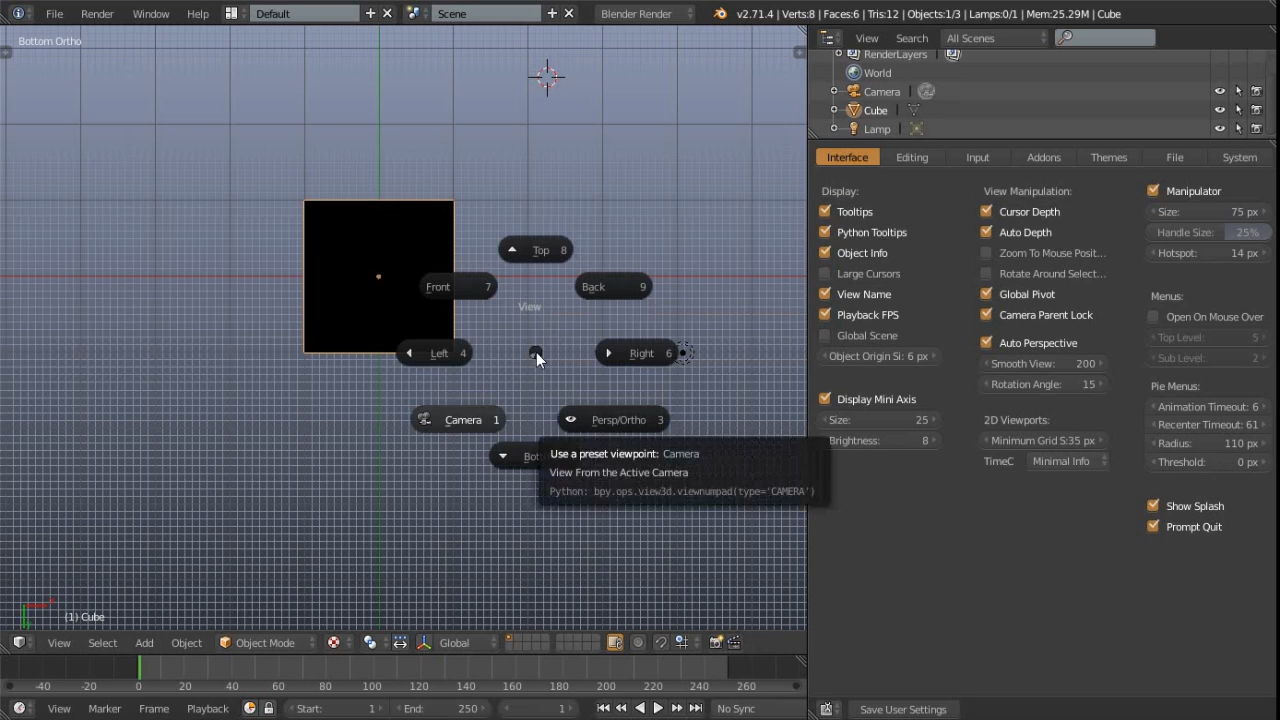 File Render Window Help Default Scene Blender Render v2.71.4 | Verts:8 | Faces:6 | Tris:12 | Objects:1/3 | Lamps:0/1 | Mem:25.29M | Cube
Bottom Ortho
View Search All Scenes
RenderLayers
World
Camera
Cube
Lamp
Interface Editing Input Addons Themes File System
Display: View Manipulation: Manipulator
Tooltips Cursor Depth Size: 75 px
Python Tooltips Auto Depth Handle Size: 25%
Object Info Zoom To Mouse Posit... Hotspot: 14 px
Large Cursors Rotate Around Select...
View Name Global Pivot Menus:
Playback FPS Camera Parent Lock Open On Mouse Over
Global Scene Top Level: 5
Object Origin Si: 6 px Auto Perspective Sub Level: 2
Smooth View: 200
Rotation Angle: 15 Pie Menus:
Display Mini Axis Animation Timeout: 6
Size: 25 2D Viewports: Recenter Timeout: 61
Brightness: 8 Minimum Grid S:35 px Radius: 110 px
TimeC Minimal Info Threshold: 0 px
Show Splash
Prompt Quit
Top 8
Front 7 Back 9
View
Left 4 Right 6
Camera 1 Persp/Ortho 3
Bot
Use a preset viewpoint: Camera
View From the Active Camera
Python: bpy.ops.view3d.viewnumpad(type='CAMERA')
(1) Cube
View Select Add Object Object Mode Global
-40 -20 0 20 40 60 80 100 120 140 160 180 200 220 240 260
View Marker Frame Playback Start: 1 End: 250 1 No Sync
Save User Settings